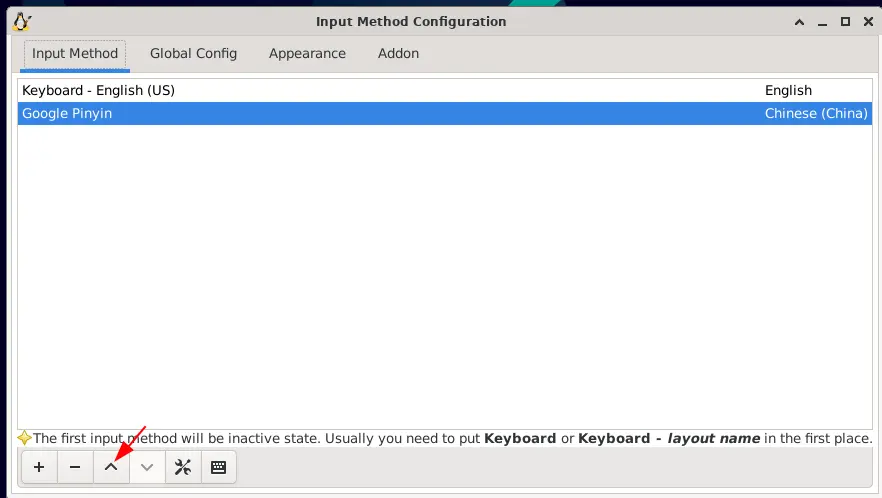 Input Method Configuration
Input Method Global Config Appearance Addon
Keyboard - English (US) English
Google Pinyin Chinese (China)
The first input method will be inactive state. Usually you need to put Keyboard or Keyboard - layout name in the first place.